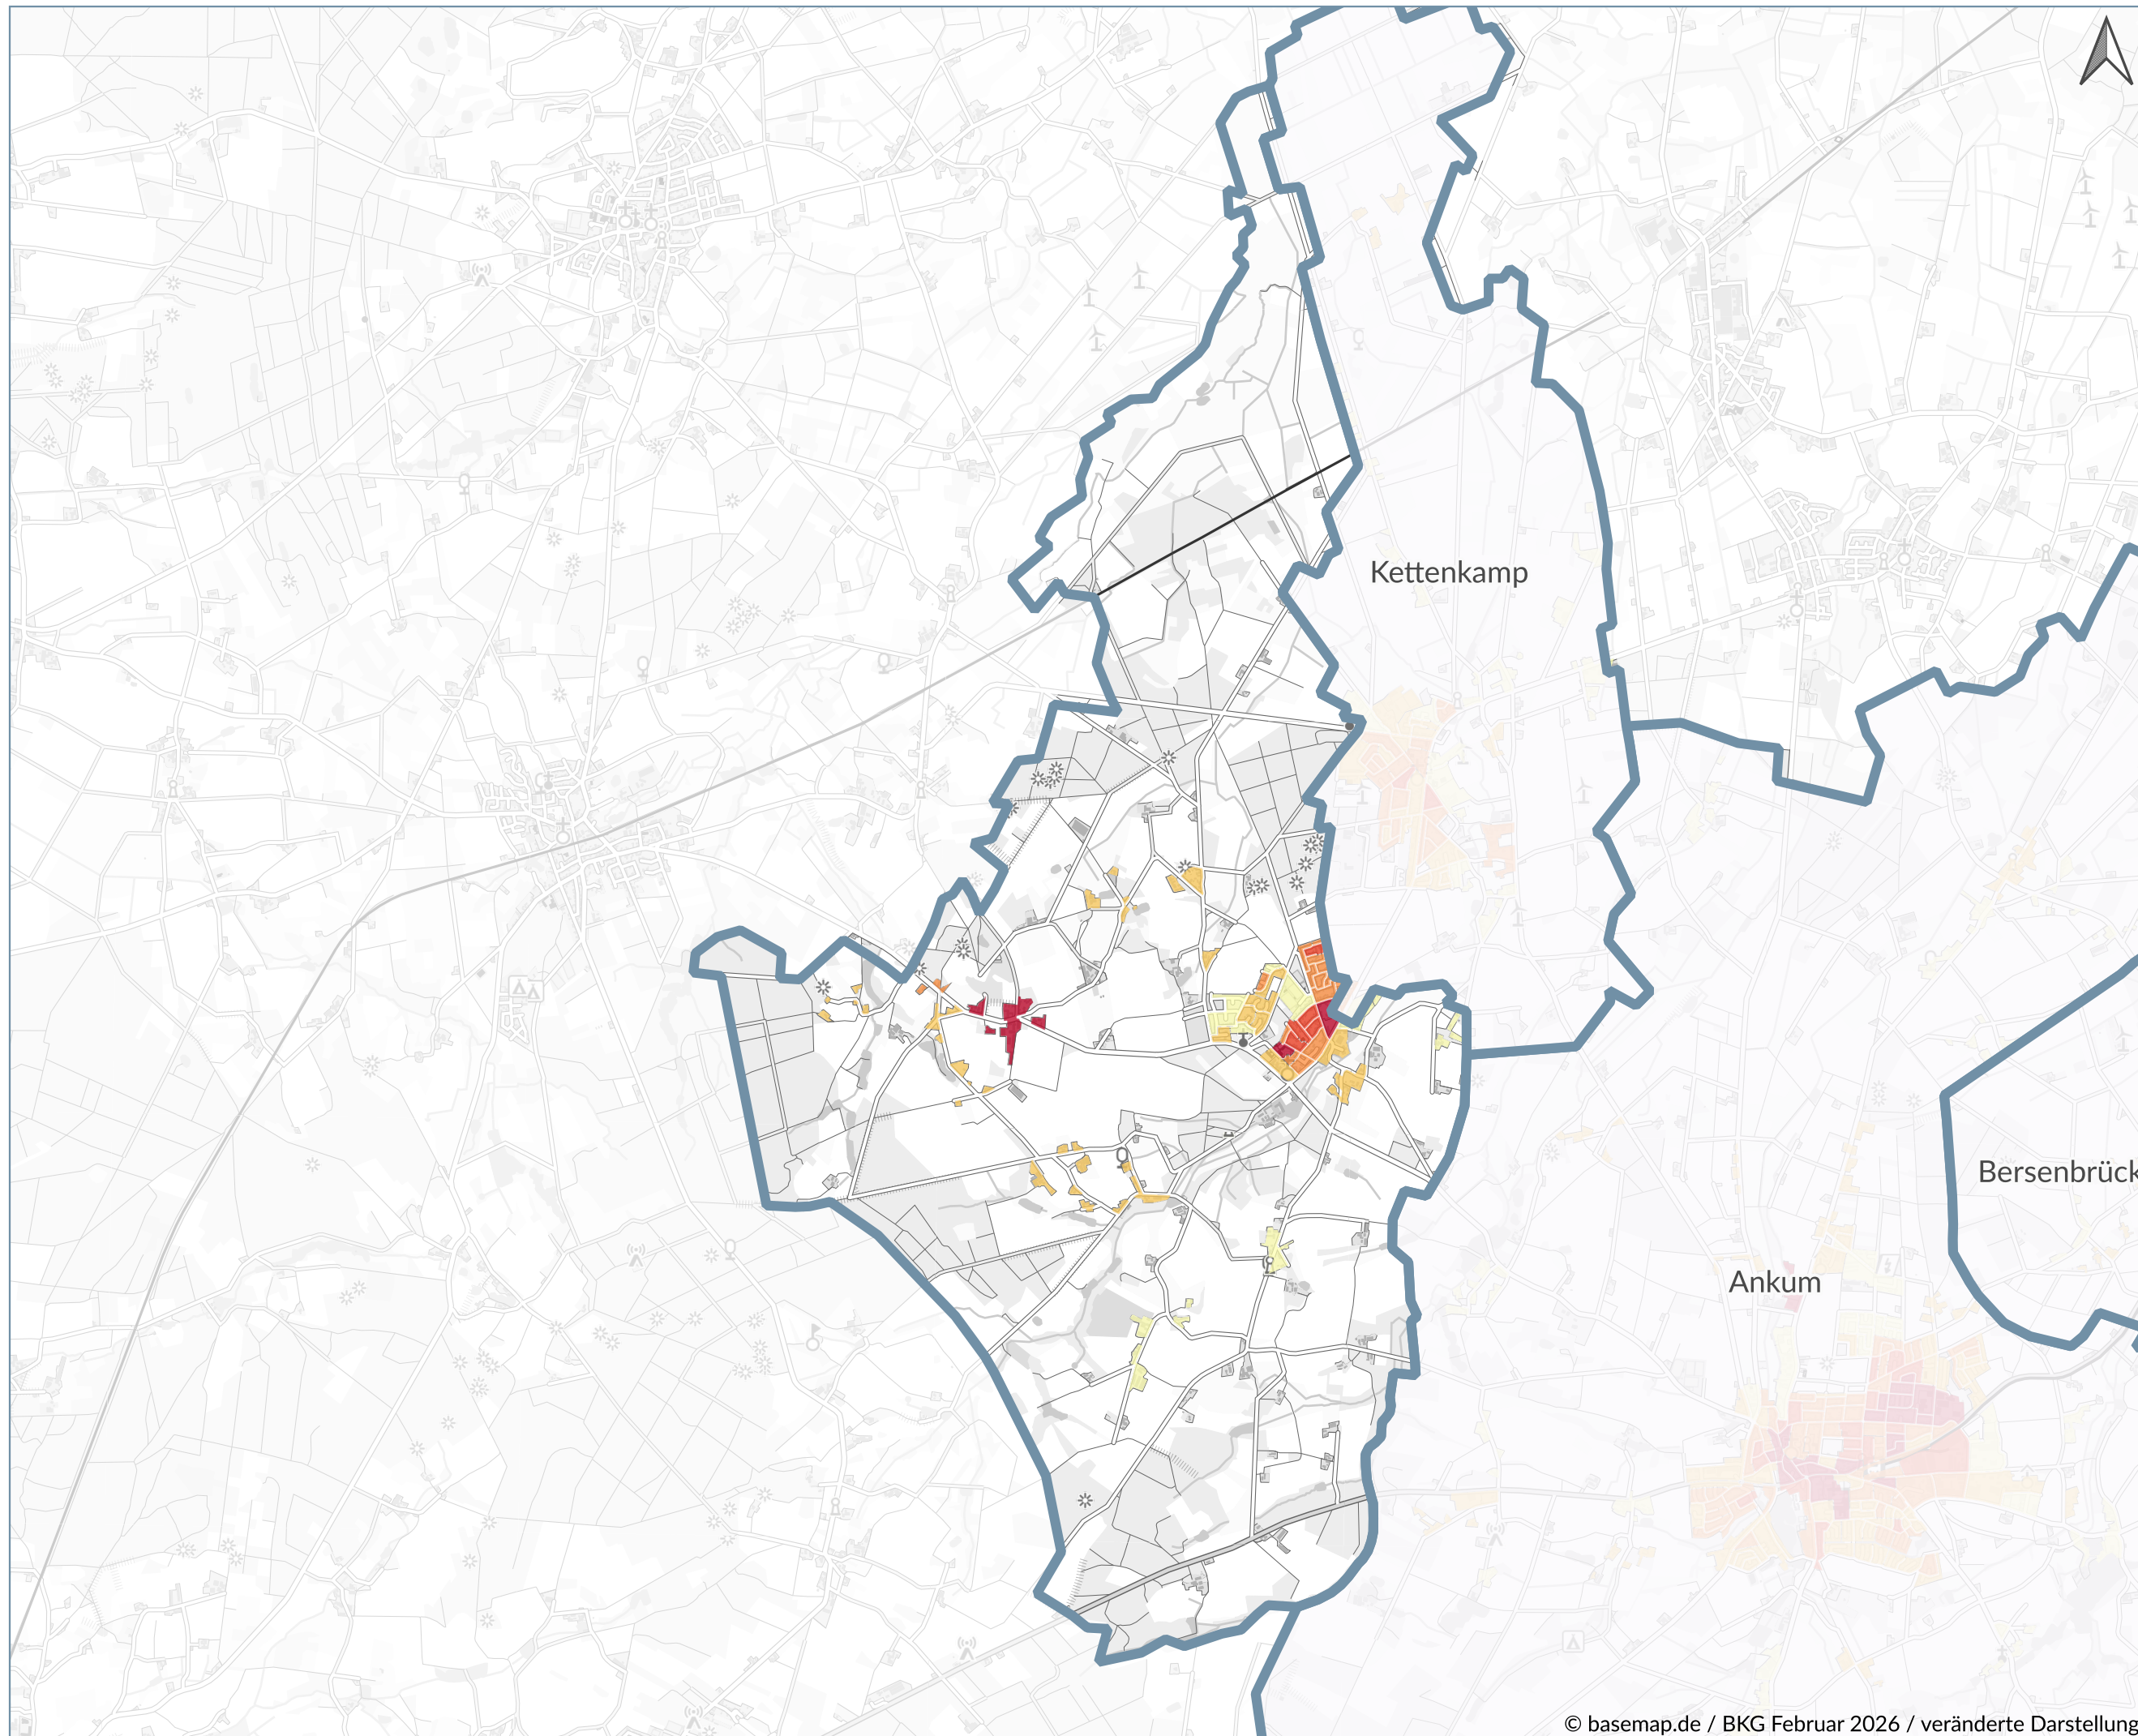 Kettenkamp
Bersenbrück
Ankum
© basemap.de / BKG Februar 2026 / veränderte Darstellung